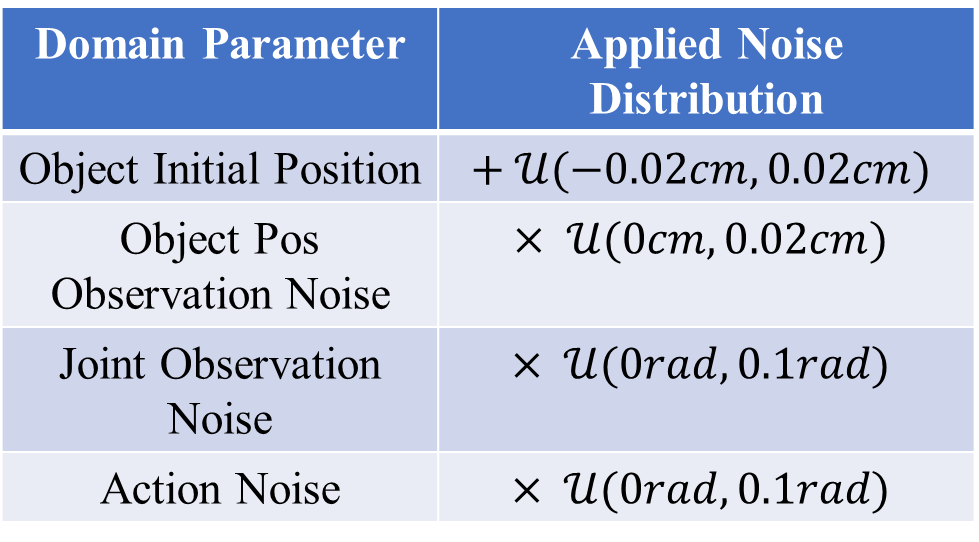 Domain Parameter
Applied Noise
Distribution
Object Initial Position
+ 𝒰(−0.02cm, 0.02cm)
Object Pos
Observation Noise
× 𝒰(0cm, 0.02cm)
Joint Observation
Noise
× 𝒰(0rad, 0.1rad)
Action Noise
× 𝒰(0rad, 0.1rad)